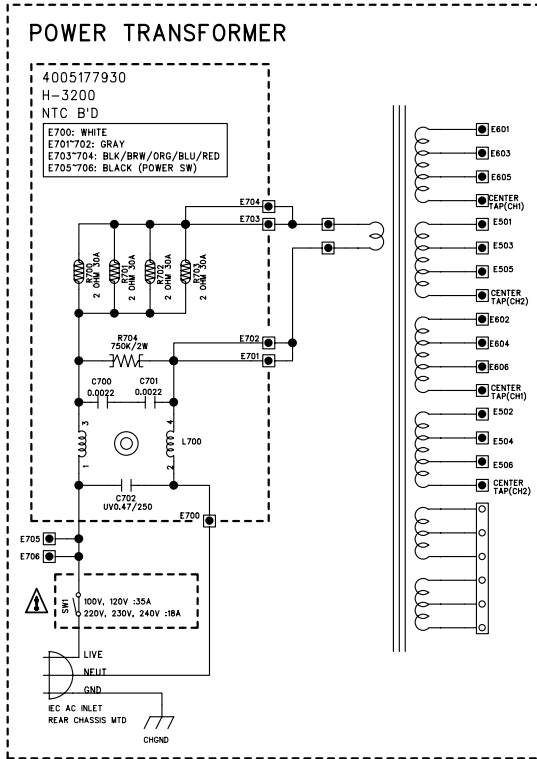 POWER TRANSFORMER
4005177930
H-3200
NTC B'D
E700: WHITE
E701~702: GRAY
E703~704: BLK/BRW/ORG/BLU/RED
E705~706: BLACK (POWER SW)
E704
E703
R700
2 OHM 30A
R701
2 OHM 30A
R702
2 OHM 30A
R703
2 OHM 30A
R704
750K/2W
E702
E701
C700
0.0022
C701
0.0022
3
4
L700
1
2
C702
UV0.47/250
E700
E705
E706
SW1
100V, 120V :35A
220V, 230V, 240V :18A
LIVE
NEUT
GND
IEC AC INLET
REAR CHASSIS MTD
CHGND
E601
E603
E605
CENTER
TAP(CH1)
E501
E503
E505
CENTER
TAP(CH2)
E602
E604
E606
CENTER
TAP(CH1)
E502
E504
E506
CENTER
TAP(CH2)